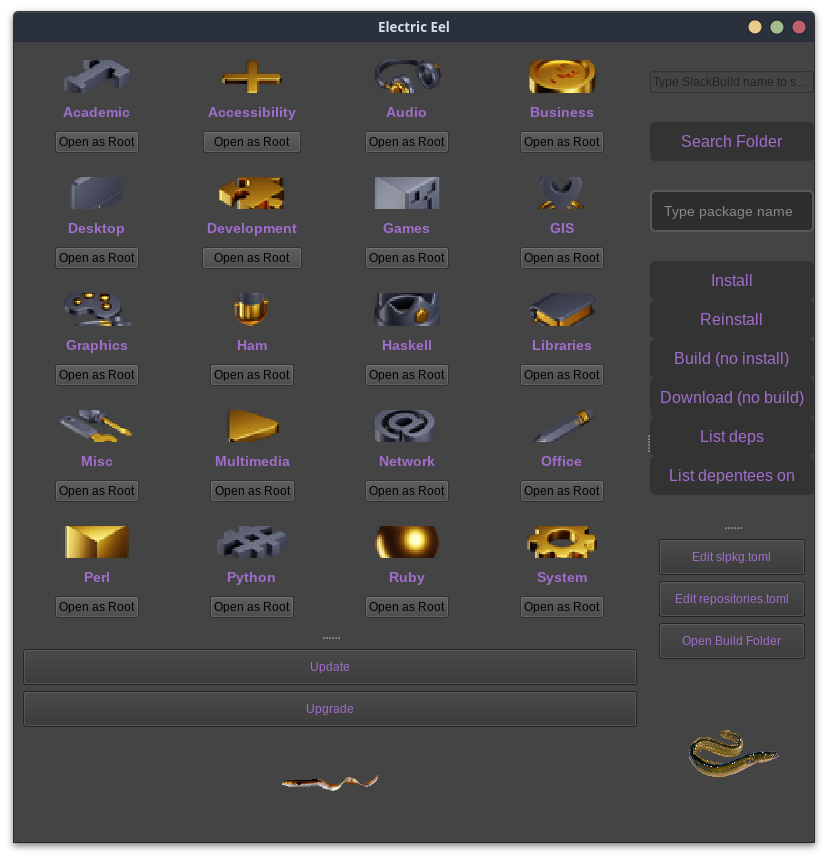 Electric Eel
Academic Accessibility Audio Business
Open as Root Open as Root Open as Root Open as Root
Desktop Development Games GIS
Open as Root Open as Root Open as Root Open as Root
Graphics Ham Haskell Libraries
Open as Root Open as Root Open as Root Open as Root
Misc Multimedia Network Office
Open as Root Open as Root Open as Root Open as Root
Perl Python Ruby System
Open as Root Open as Root Open as Root Open as Root
Update
Upgrade
Type SlackBuild name to s...
Search Folder
Type package name
Install
Reinstall
Build (no install)
Download (no build)
List deps
List depentees on
Edit slpkg.toml
Edit repositories.toml
Open Build Folder